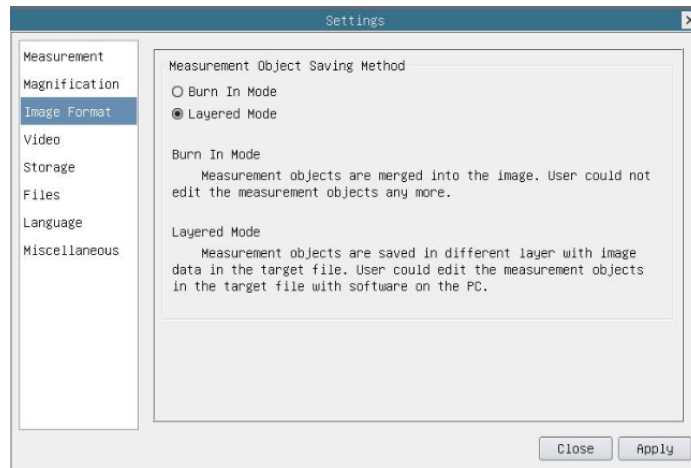 Settings
Measurement
Magnification
Image Format
Video
Storage
Files
Language
Miscellaneous
Measurement Object Saving Method
Burn In Mode
Layered Mode
Burn In Mode
Measurement objects are merged into the image. User could not
edit the measurement objects any more.
Layered Mode
Measurement objects are saved in different layer with image
data in the target file. User could edit the measurement objects
in the target file with software on the PC.
Close
Apply